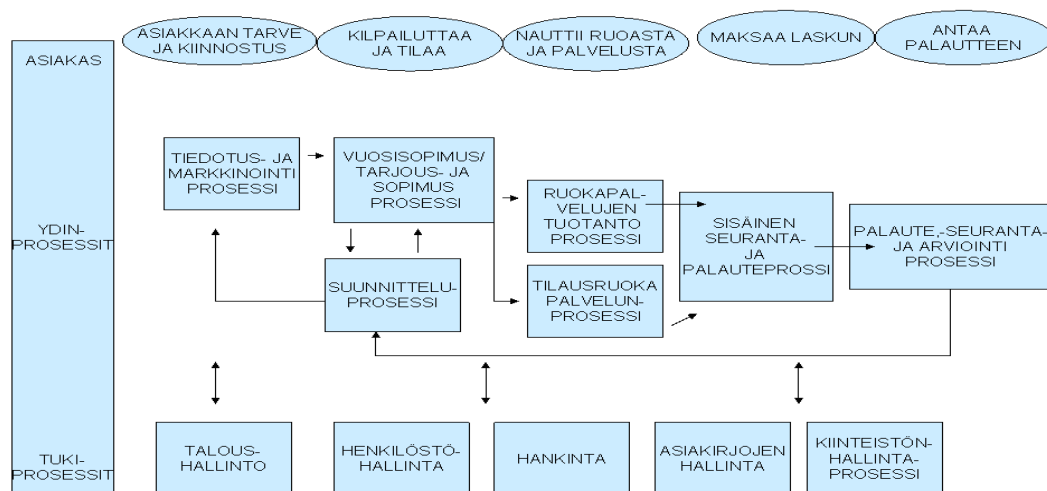 ASIAKKAAN TARVE
JA KIINNOSTUS
KILPAILUTTAA
JA TILAA
NAUTTII RUOASTA
JA PALVELUSTA
MAKSAA LASKUN
ANTAA
PALAUTTEEN
ASIAKAS
TIEDOTUS- JA
MARKKINOINTI
PROSESSI
VUOSISOPIMUS/
TARJOUS- JA
SOPIMUS
PROSESSI
RUOKAPAL-
VELUJEN
TUOTANTO
PROSESSI
SISÄINEN
SEURANTA-
JA
PALAUTEPROSSI
PALAUTE,-SEURANTA-
JA ARVIOINTI
PROSESSI
YDIN-
PROSESSIT
SUUNNITTELU-
PROSESSI
TILAUSRUOKA
PALVELUN-
PROSESSI
TUKI-
PROSESSIT
TALOUS-
HALLINTO
HENKILÖSTÖ-
HALLINTA
HANKINTA
ASIAKIRJOJEN
HALLINTA
KIINTEISTÖN-
HALLINTA-
PROSESSI